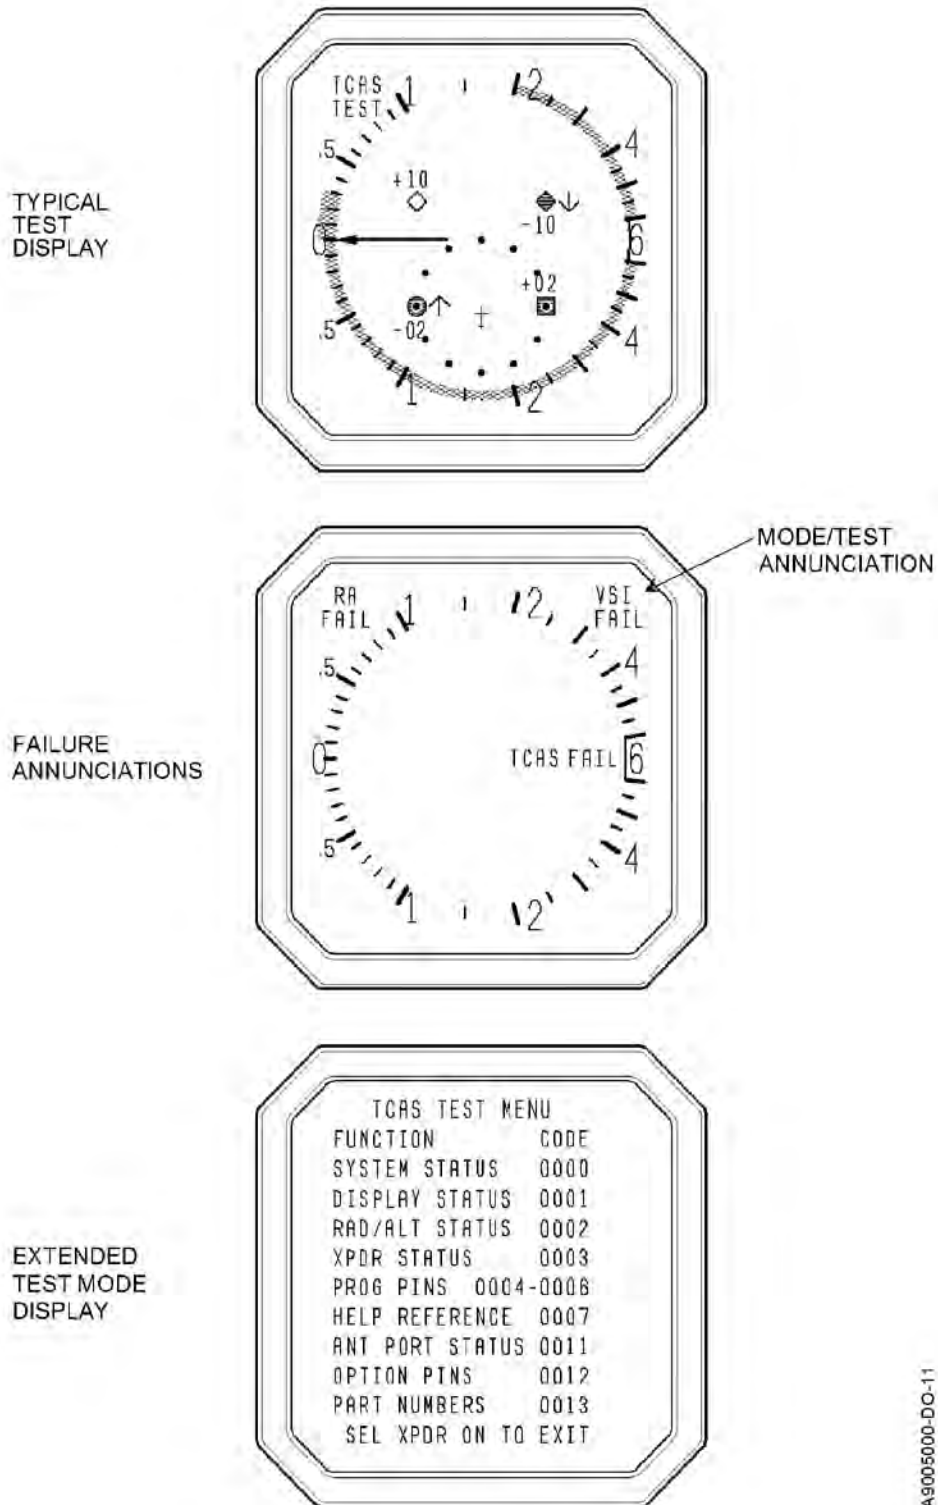 TYPICAL
TEST
DISPLAY
TCAS
TEST
1
2
.5
4
+10
-10
0
6
+02
-02
.5
4
1
2
MODE/TEST
ANNUNCIATION
FAILURE
ANNUNCIATIONS
RA
FAIL
1
2
VSI
FAIL
.5
4
0
TCAS FAIL
6
.5
4
1
2
EXTENDED
TEST MODE
DISPLAY
TCAS TEST MENU
FUNCTION CODE
SYSTEM STATUS 0000
DISPLAY STATUS 0001
RAD/ALT STATUS 0002
XPDR STATUS 0003
PROG PINS 0004-0006
HELP REFERENCE 0007
ANT PORT STATUS 0011
OPTION PINS 0012
PART NUMBERS 0013
SEL XPDR ON TO EXIT
A9005000-DO-11